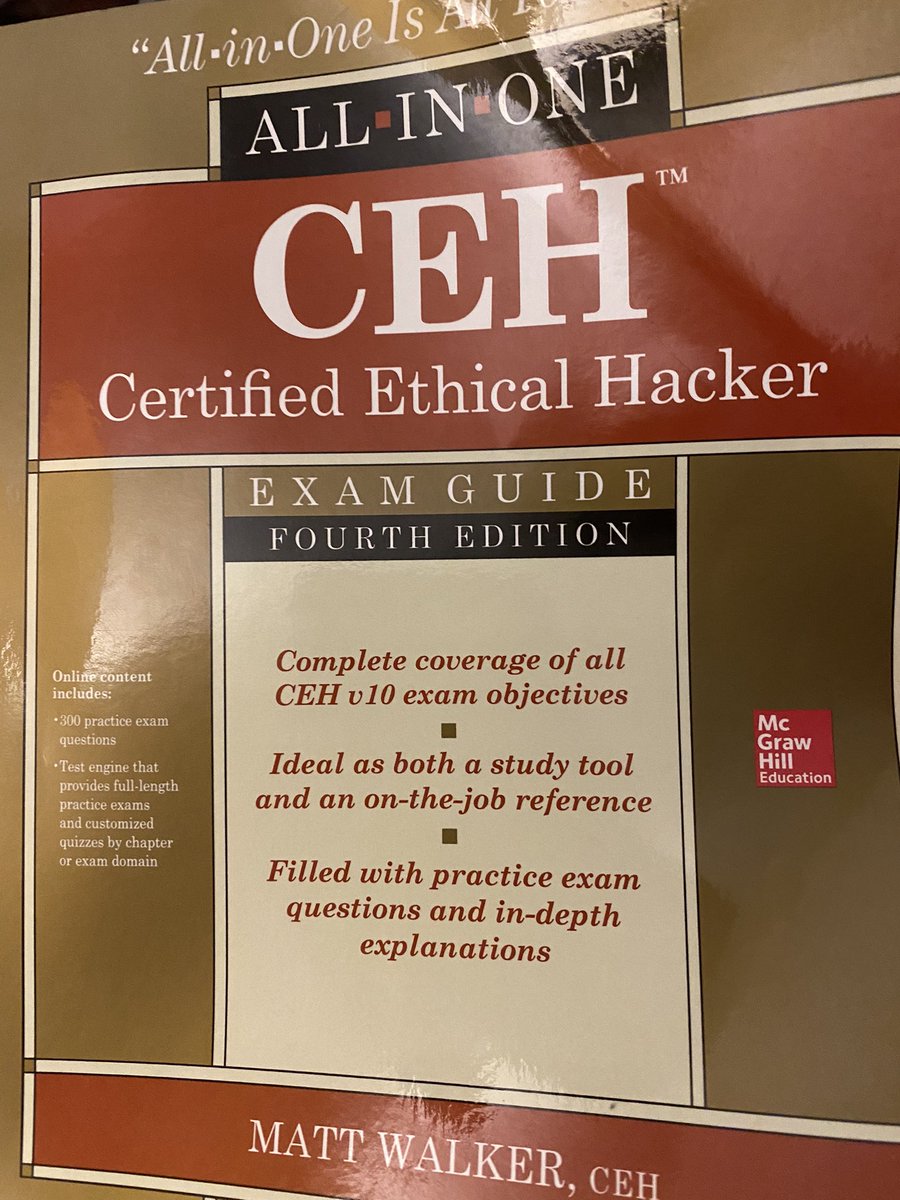 "All-in-One Is All
ALL-IN-ONE
CEH™
Certified Ethical Hacker
EXAM GUIDE
FOURTH EDITION
Online content
includes:
•300 practice exam
questions
•Test engine that
provides full-length
practice exams
and customized
quizzes by chapter
or exam domain
Complete coverage of all
CEH v10 exam objectives
Ideal as both a study tool
and an on-the-job reference
Filled with practice exam
questions and in-depth
explanations
Mc
Graw
Hill
Education
MATT WALKER, CEH